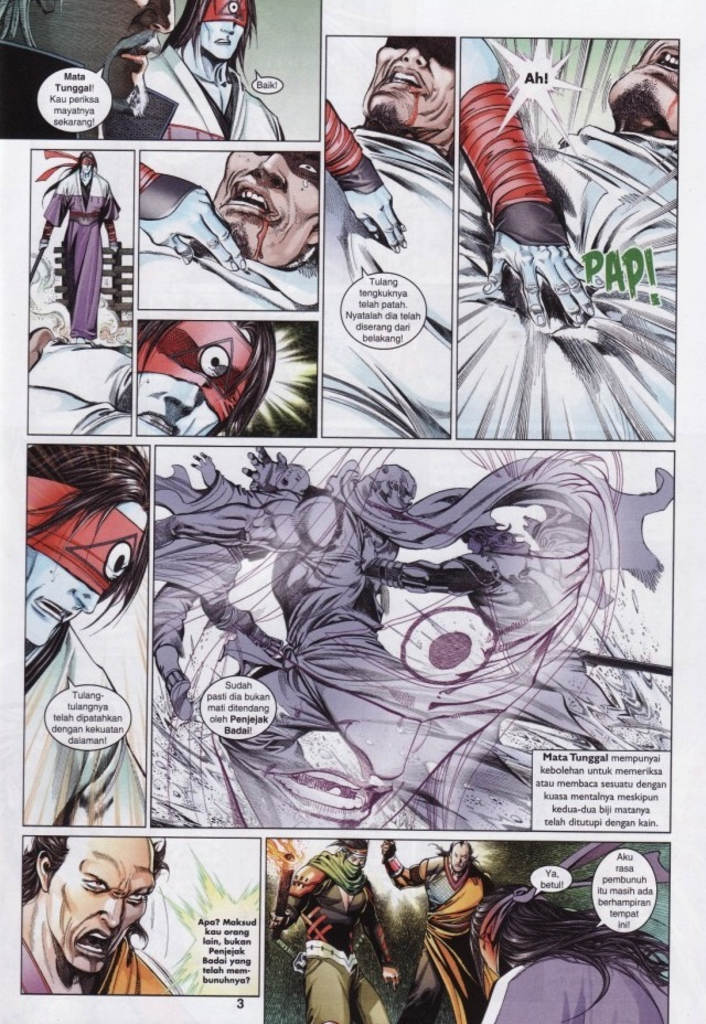 Mata
Tunggal!
Kau periksa
mayatnya
sekarang!
Baik!
Tulang
tengkuknya
telah patah.
Nyatalah dia telah
diserang dari
belakang!
Ah!
PAP!
Tulang-
tulangnya
telah dipatahkan
dengan kekuatan
dalaman!
Sudah
pasti dia bukan
mati ditendang
oleh Penjejak
Badai!
Mata Tunggal mempunyai
kebolehan untuk memeriksa
atau membaca sesuatu dengan
kuasa mentalnya meskipun
kedua-dua biji matanya
telah ditutupi dengan kain.
Apa? Maksud
kau orang
lain, bukan
Penjejak
Badai yang
telah mem-
bunuhnya?
Ya,
betul!
Aku
rasa
pembunuh
itu masih ada
berhampiran
tempat
ini!
3